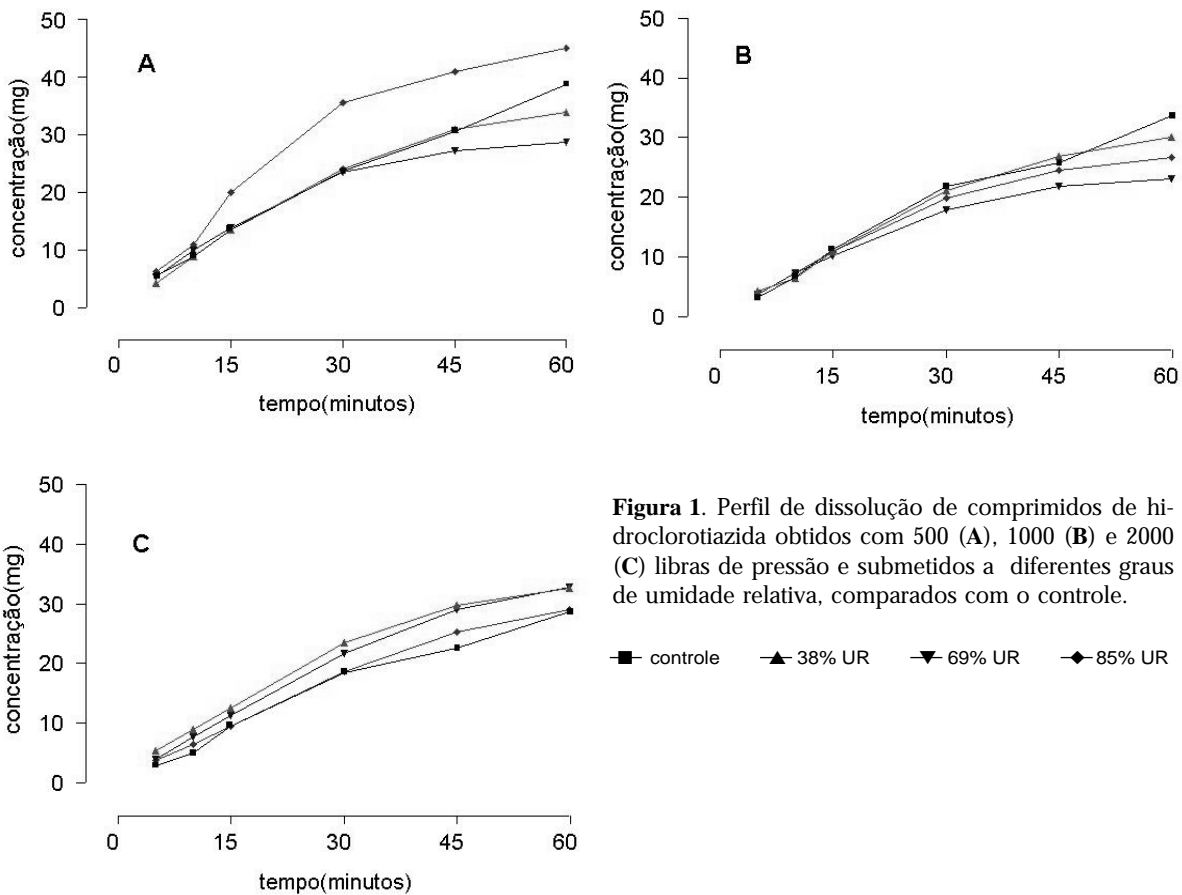 A
50
40
30
20
10
0
concentração(mg)
0 15 30 45 60
tempo(minutos)
B
50
40
30
20
10
0
concentração(mg)
0 15 30 45 60
tempo(minutos)
C
50
40
30
20
10
0
concentração(mg)
0 15 30 45 60
tempo(minutos)
Figura 1. Perfil de dissolução de comprimidos de hi-
droclorotiazida obtidos com 500 (A), 1000 (B) e 2000
(C) libras de pressão e submetidos a diferentes graus
de umidade relativa, comparados com o controle.
controle 38% UR 69% UR 85% UR